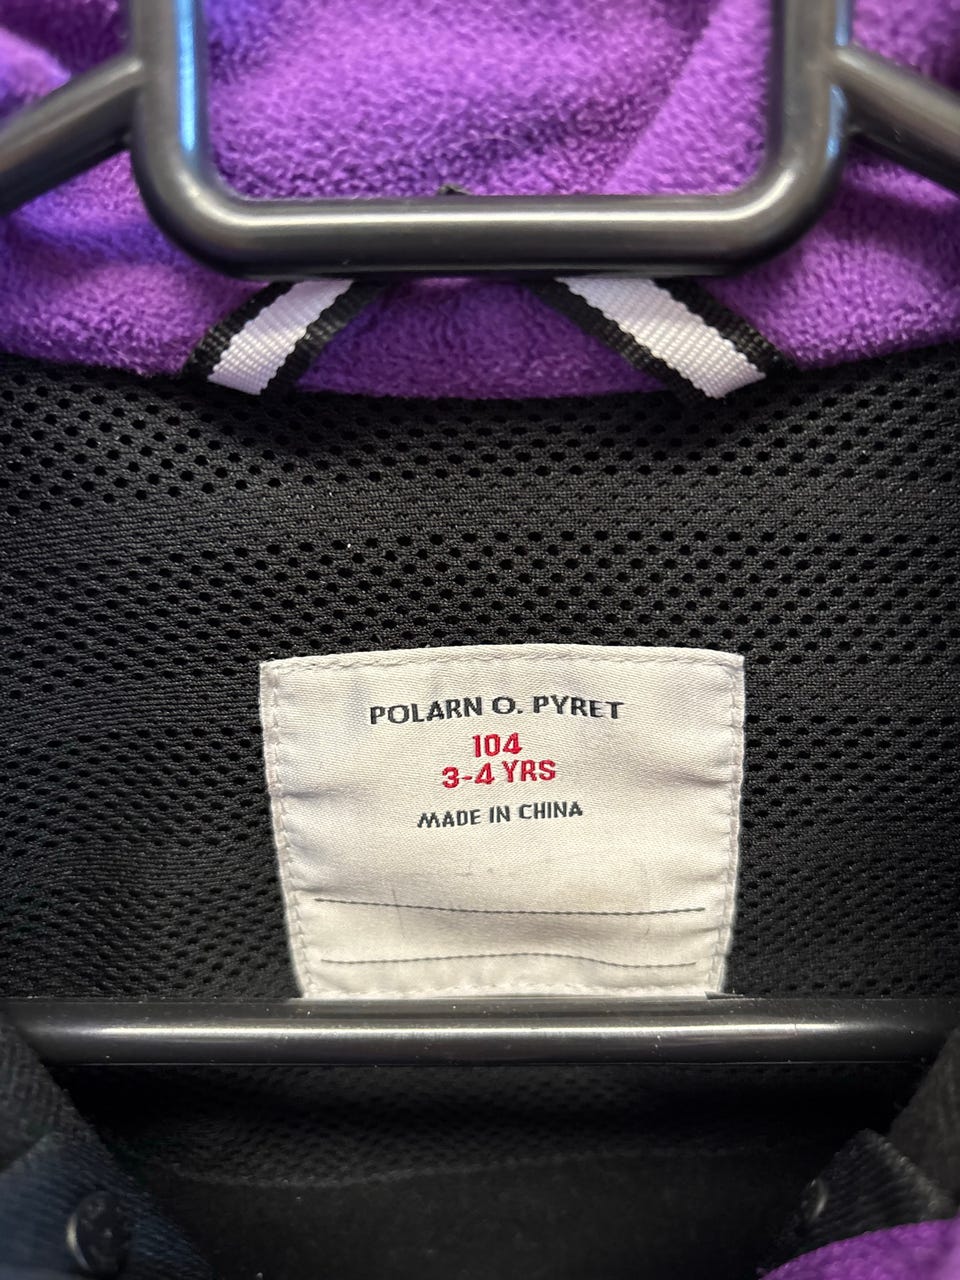 POLARN O. PYRET
104
3-4 YRS
MADE IN CHINA